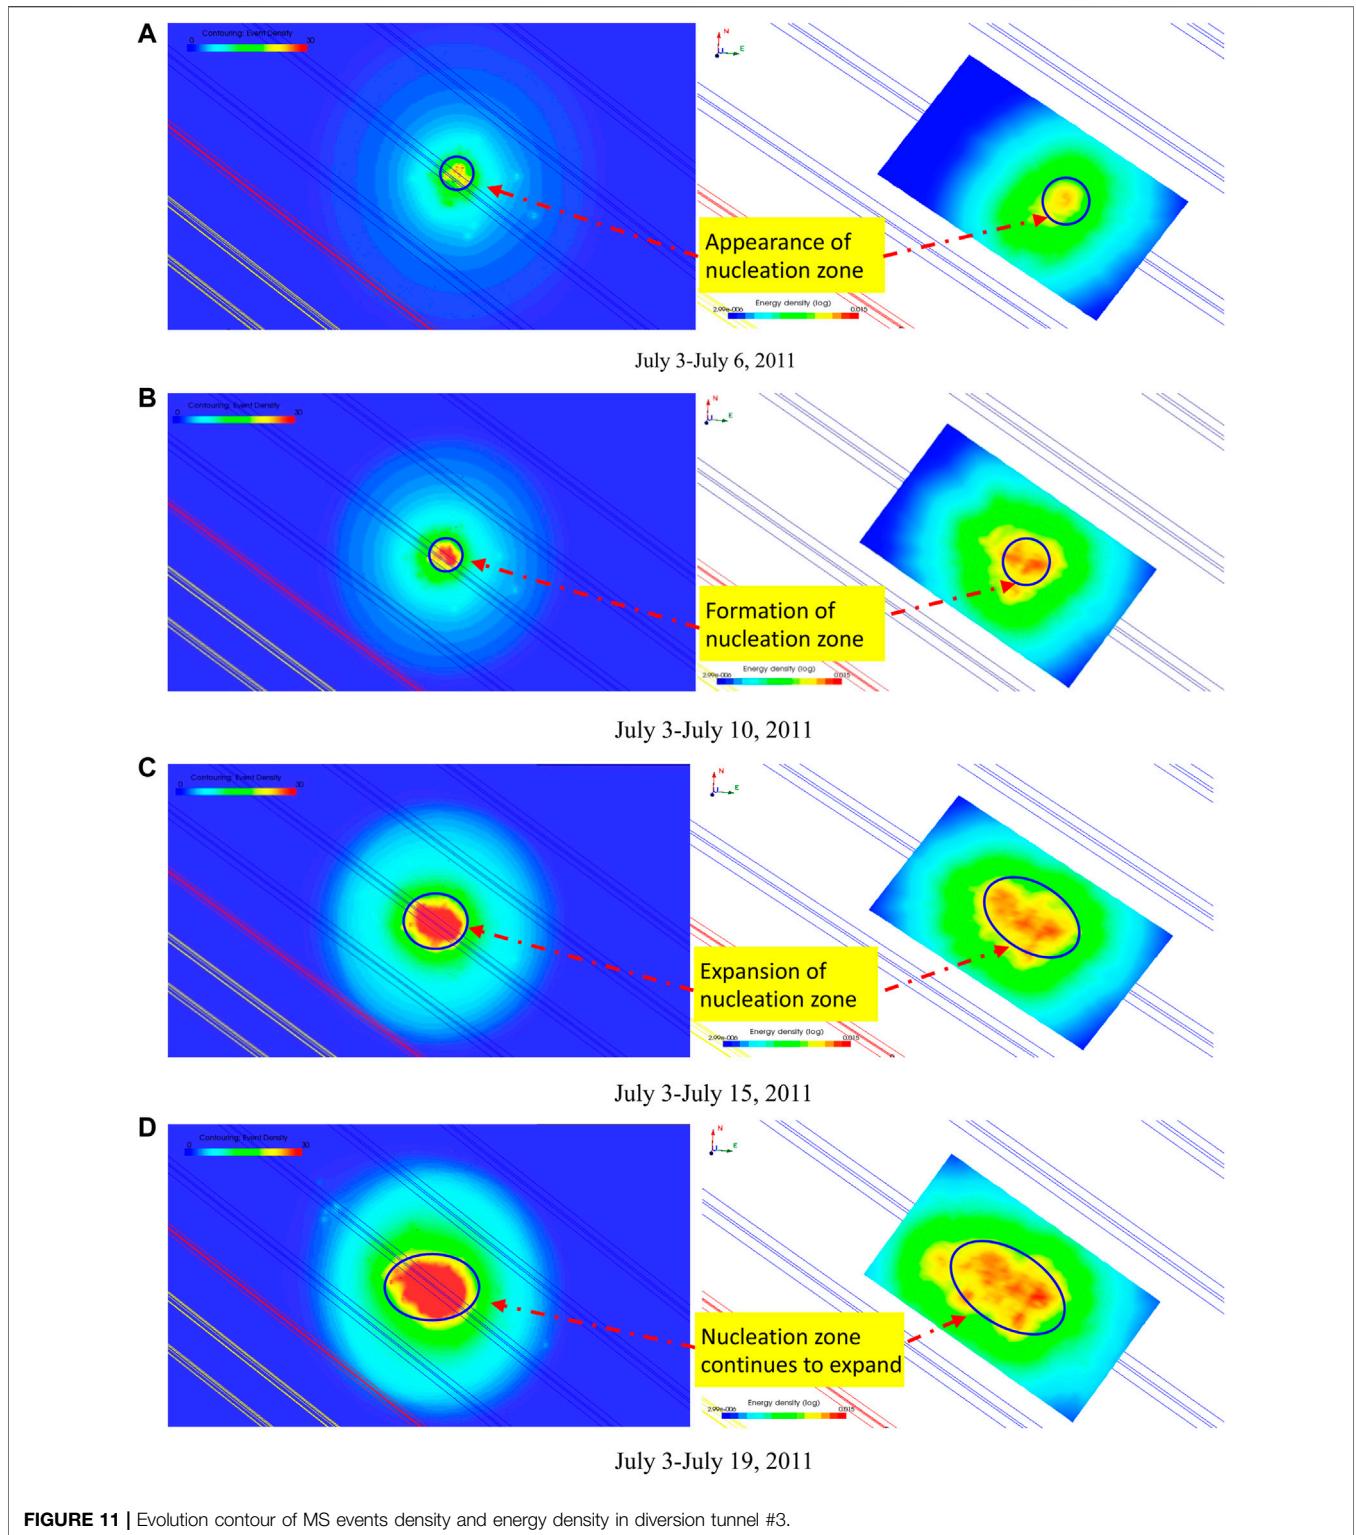 A
Contouring: Event Density
0
30
N
E
U
Appearance of
nucleation zone
Energy density (log)
2.99e-006
0.015
July 3-July 6, 2011
B
Contouring: Event Density
0
30
N
E
U
Formation of
nucleation zone
Energy density (log)
2.99e-006
0.015
July 3-July 10, 2011
C
Contouring: Event Density
0
30
N
E
U
Expansion of
nucleation zone
Energy density (log)
2.99e-006
0.015
July 3-July 15, 2011
D
Contouring: Event Density
0
30
N
E
U
Nucleation zone
continues to expand
Energy density (log)
2.99e-006
0.015
July 3-July 19, 2011
FIGURE 11 | Evolution contour of MS events density and energy density in diversion tunnel #3.